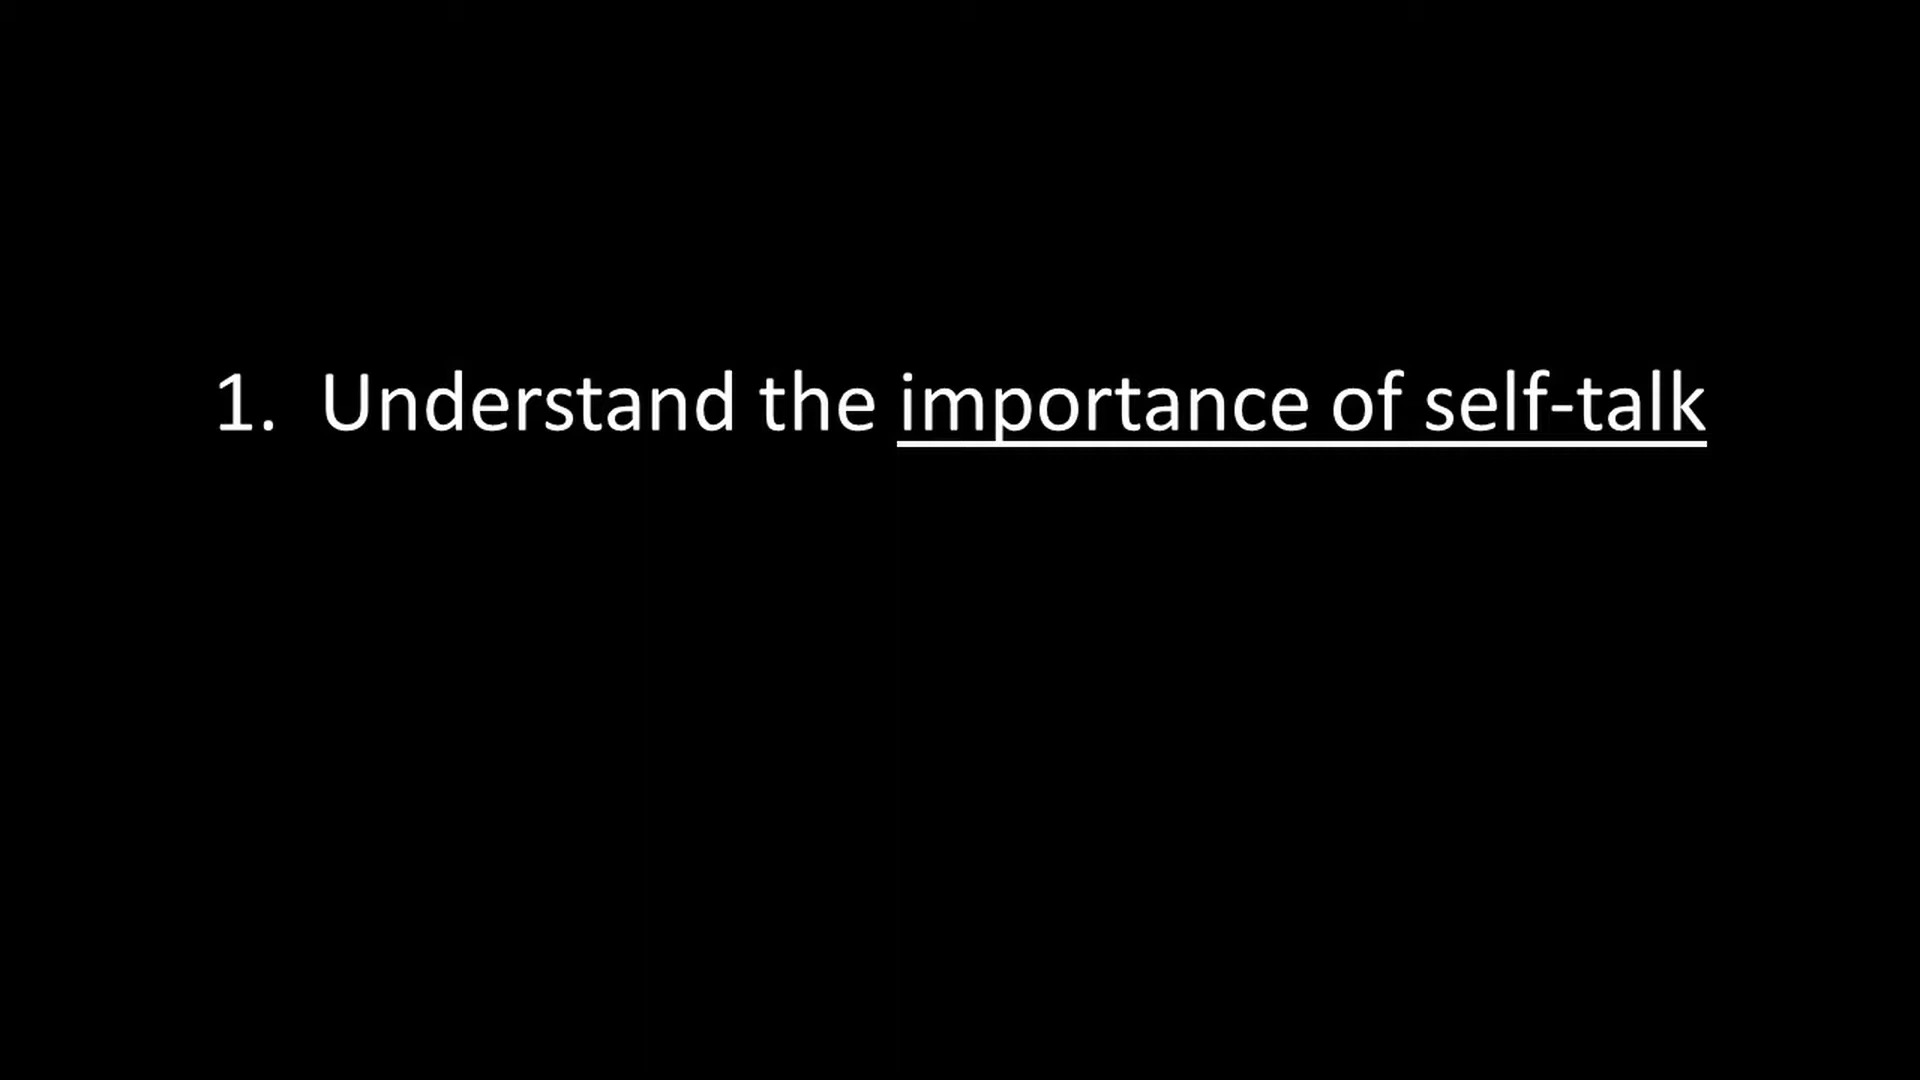 1. Understand the importance of self-talk